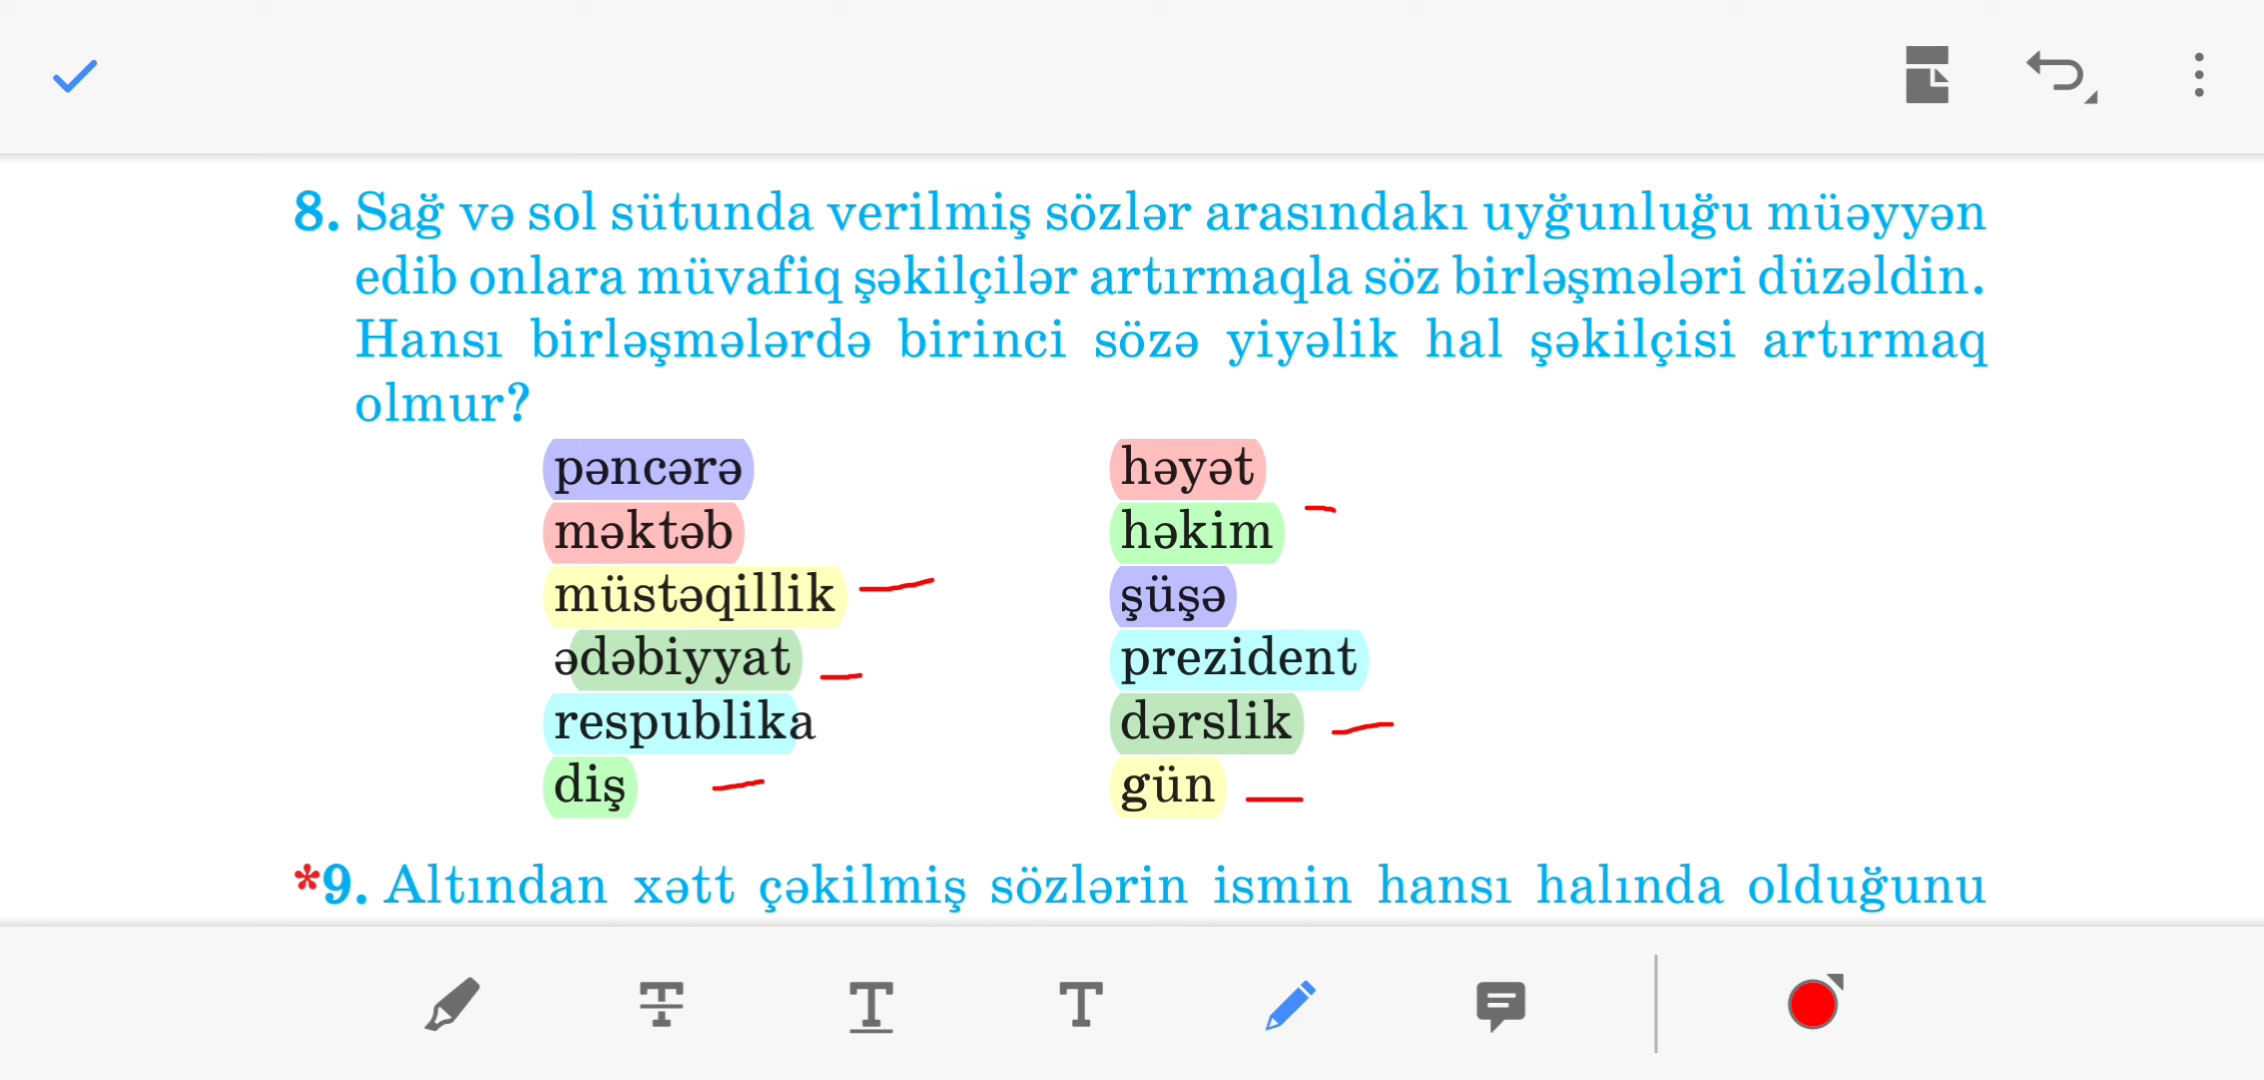 8. Sağ və sol sütunda verilmiş sözlər arasındakı uyğunluğu müəyyən
edib onlara müvafiq şəkilçilər artırmaqla söz birləşmələri düzəldin.
Hansı birləşmələrdə birinci sözə yiyəlik hal şəkilçisi artırmaq
olmur?
pəncərə həyət
məktəb həkim
müstəqillik şüşə
ədəbiyyat prezident
respublika dərslik
diş gün
*9. Altından xətt çəkilmiş sözlərin ismin hansı halında olduğunu